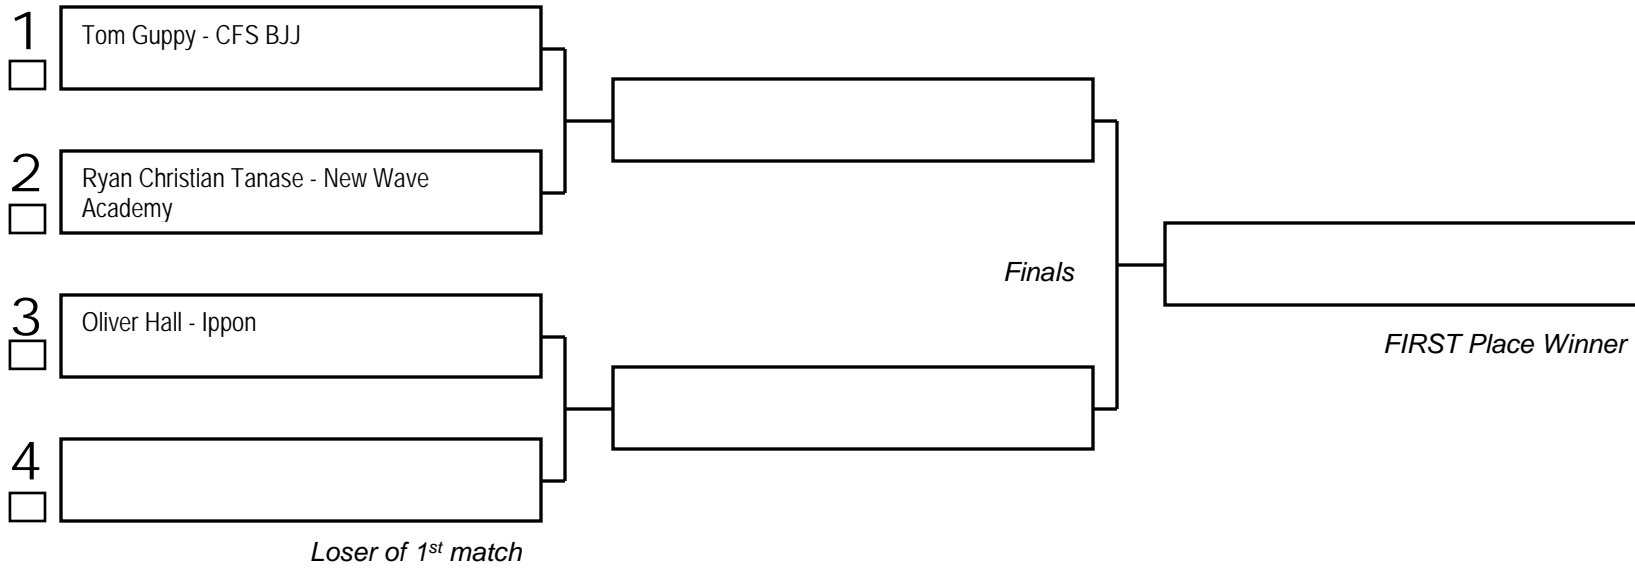 1
Tom Guppy - CFS BJJ
2
Ryan Christian Tanase - New Wave
Academy
Finals
3
Oliver Hall - Ippon
FIRST Place Winner
4
Loser of 1st match